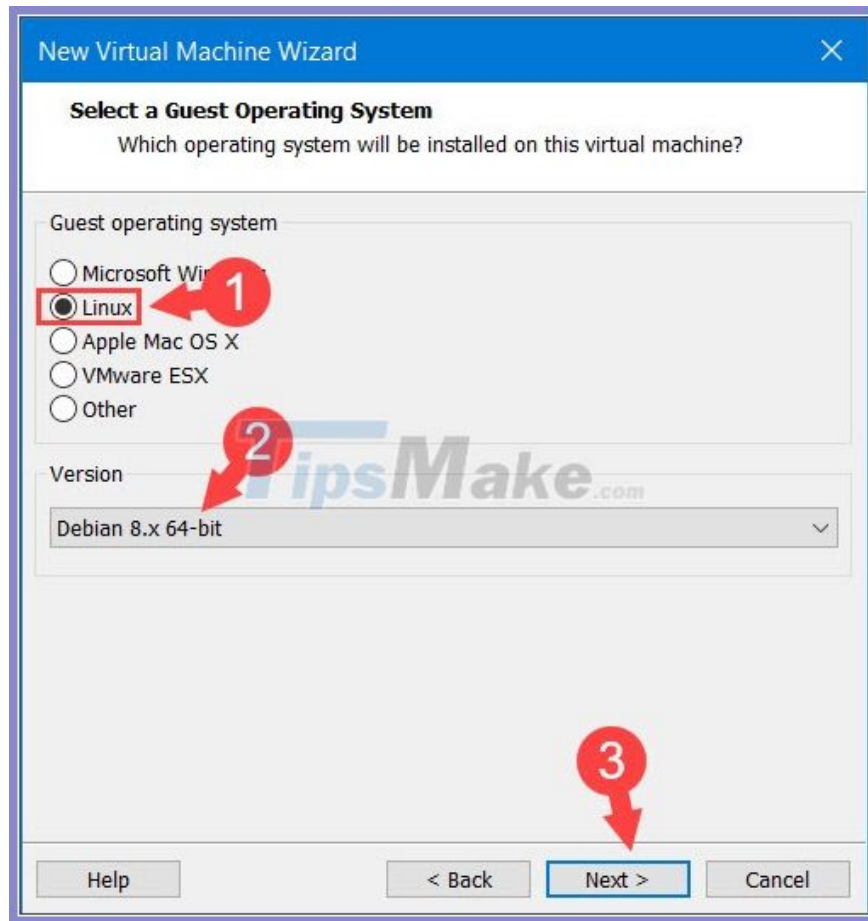 New Virtual Machine Wizard
Select a Guest Operating System
Which operating system will be installed on this virtual machine?
Guest operating system
Microsoft
1
Linux
Apple Mac OS X
VMware ESX
Other
2
TipsMake.com
Version
Debian 8.x 64-bit
3
Help
< Back
Next >
Cancel